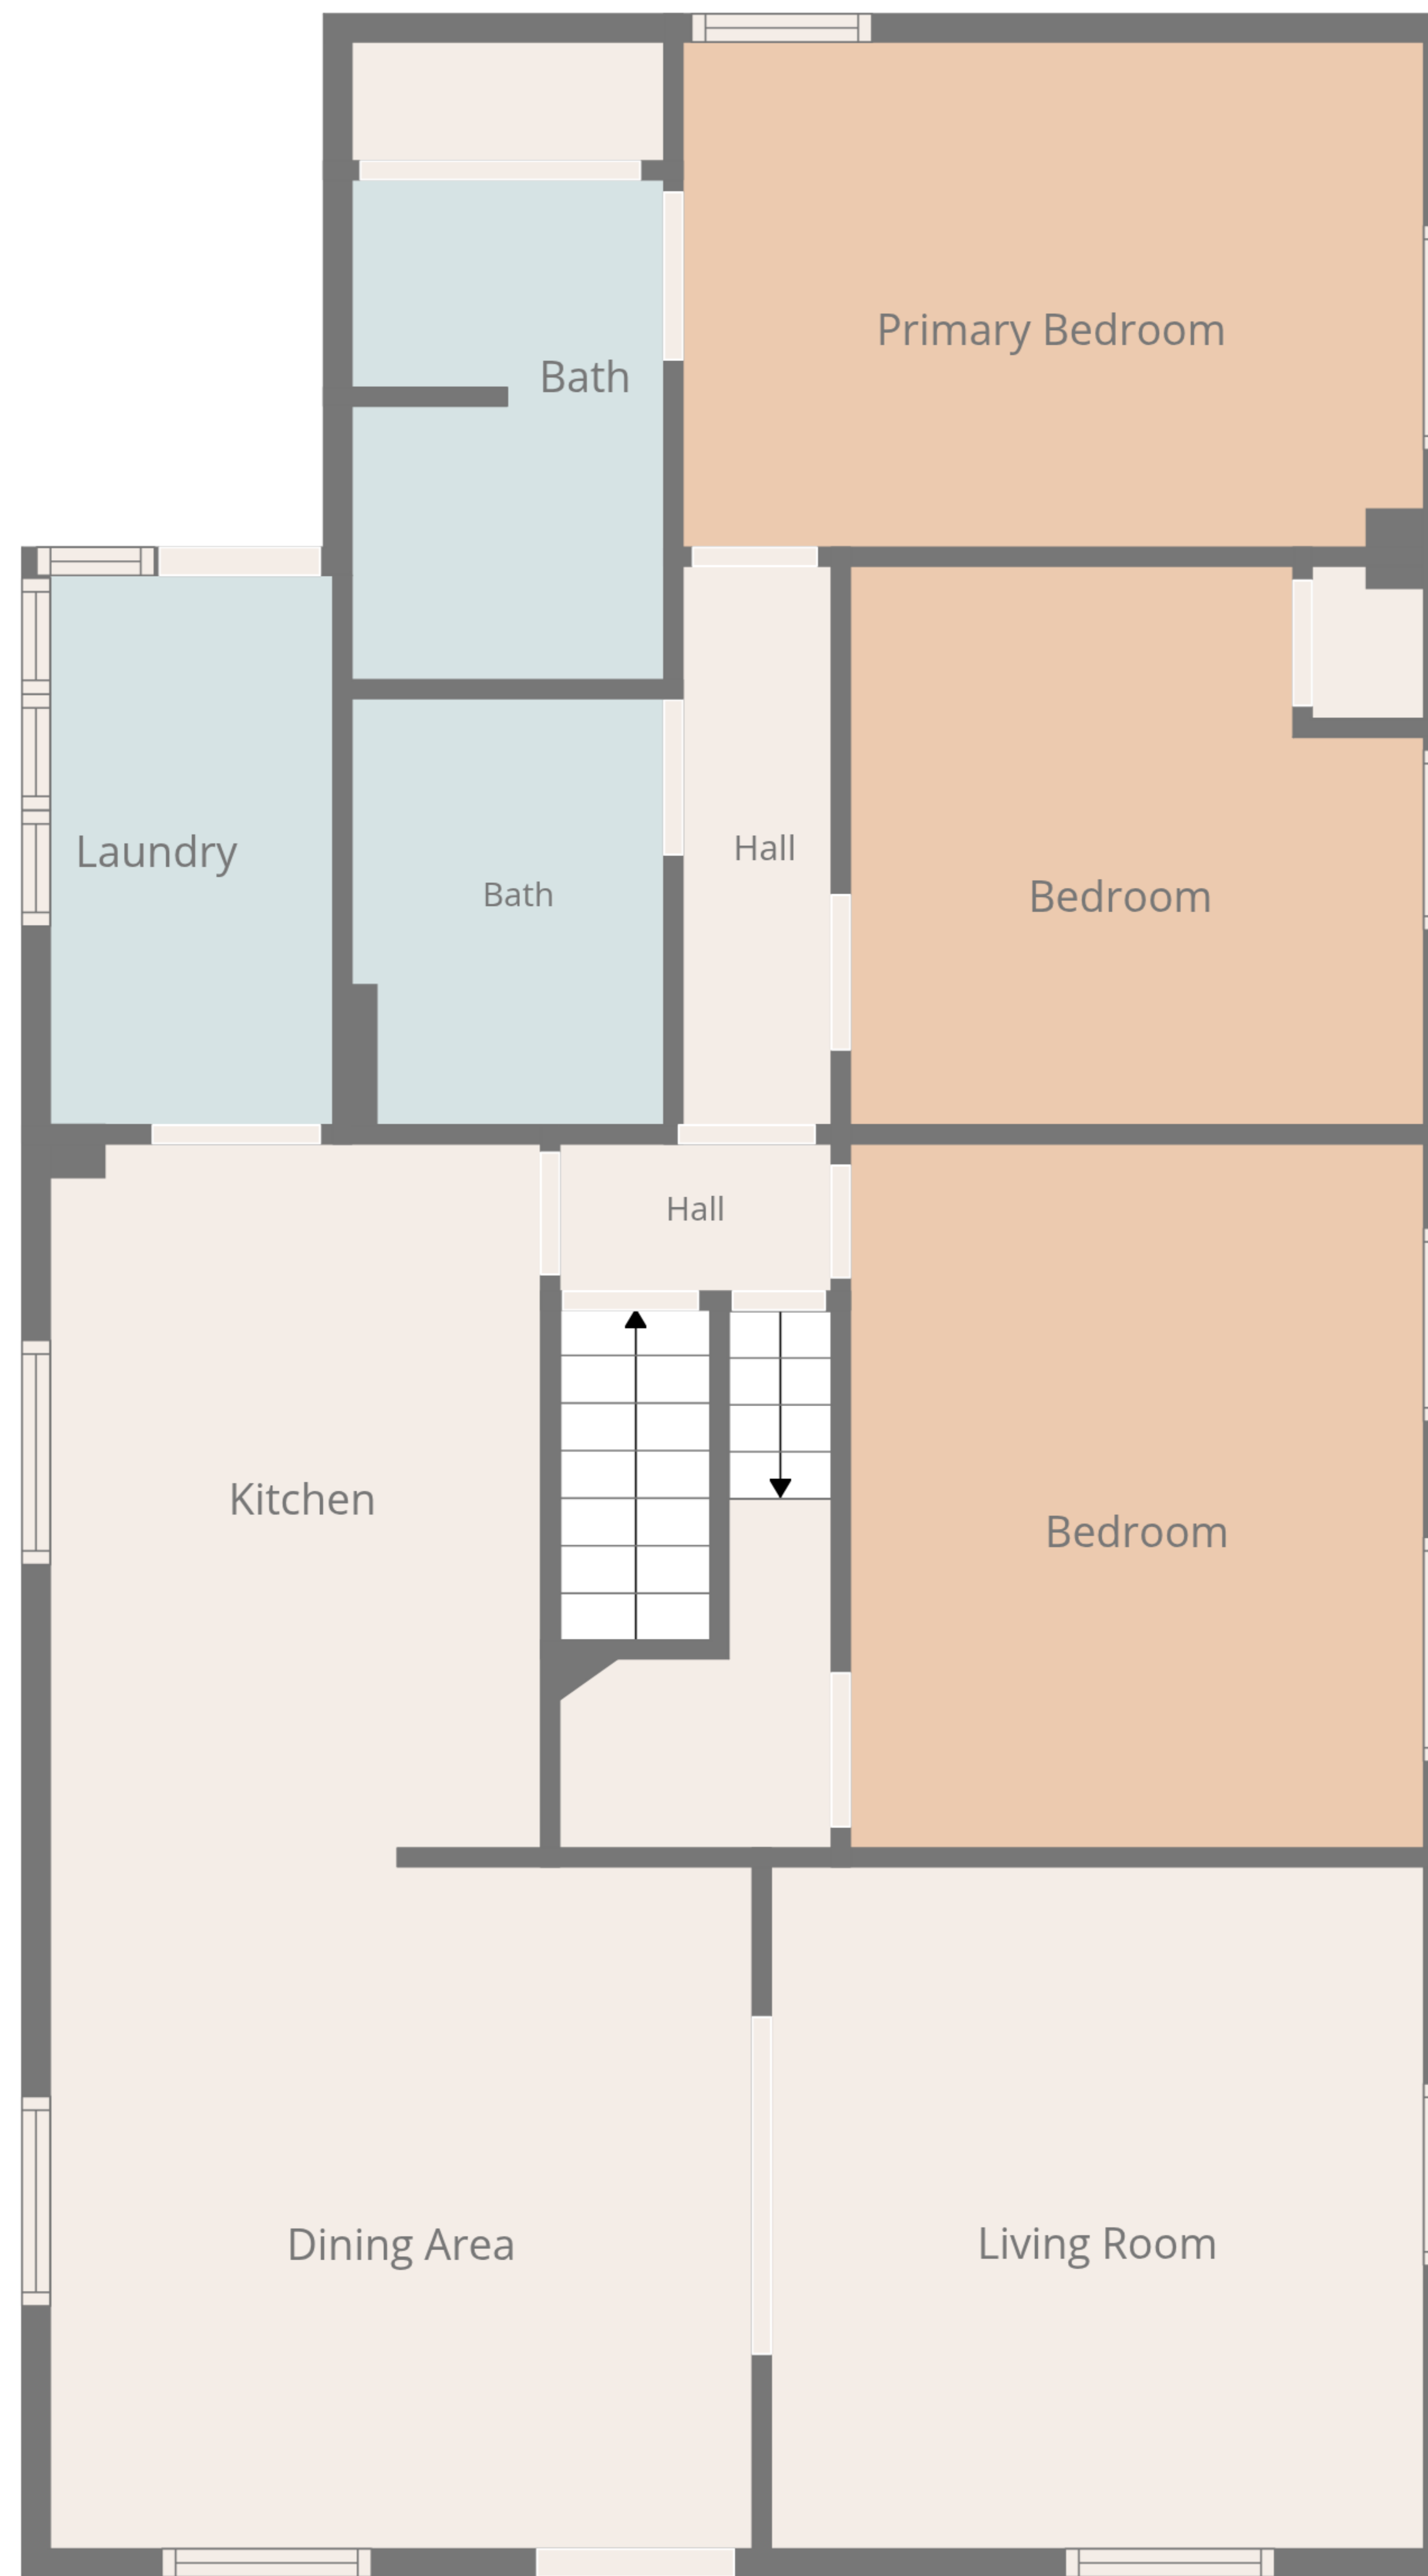 Primary Bedroom
Bath
Laundry
Bath
Hall
Bedroom
Hall
Kitchen
Bedroom
Dining Area
Living Room